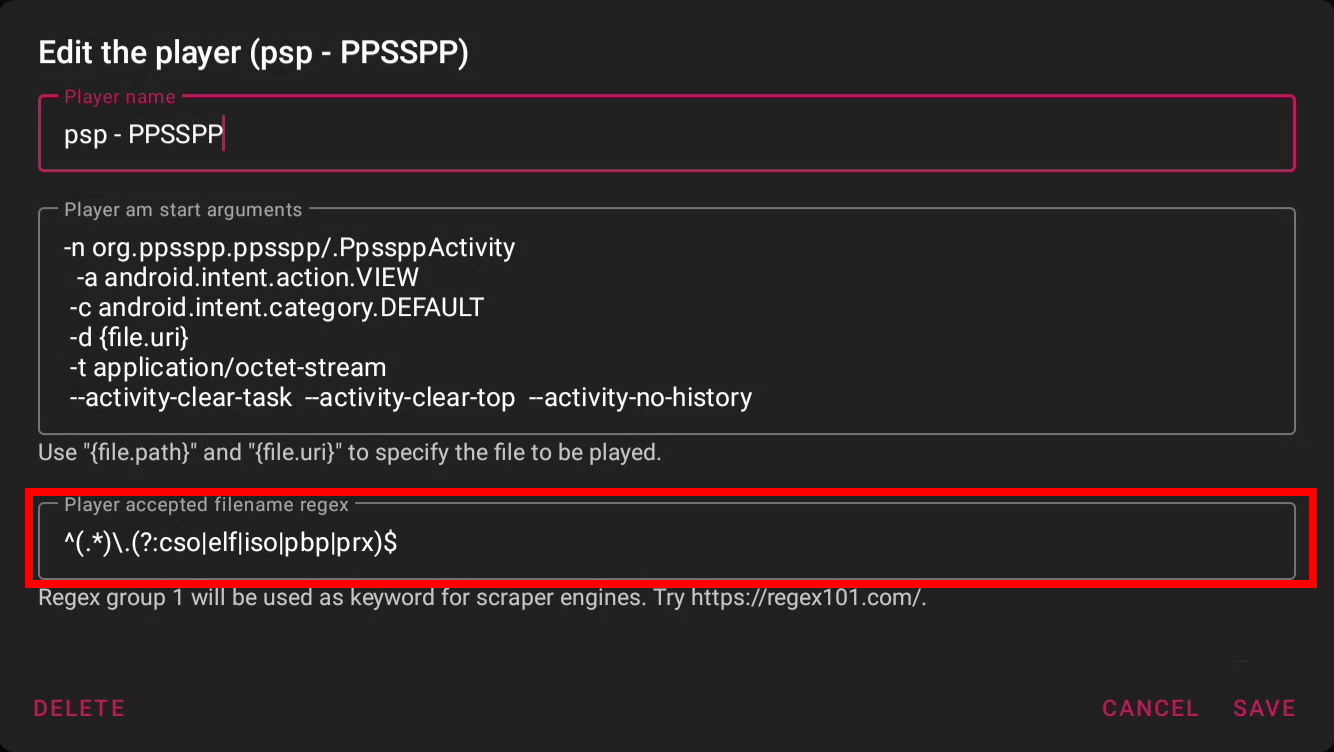 Edit the player (psp - PPSSPP)
Player name
psp - PPSSPP
Player am start arguments
-n org.ppsspp.ppsspp/.PpssppActivity
-a android.intent.action.VIEW
-c android.intent.category.DEFAULT
-d {file.uri}
-t application/octet-stream
--activity-clear-task --activity-clear-top --activity-no-history
Use "{file.path}" and "{file.uri}" to specify the file to be played.
Player accepted filename regex
^(.*)\.(?:cso|elf|iso|pbp|prx)$
Regex group 1 will be used as keyword for scraper engines. Try https://regex101.com/.
DELETE
CANCEL
SAVE